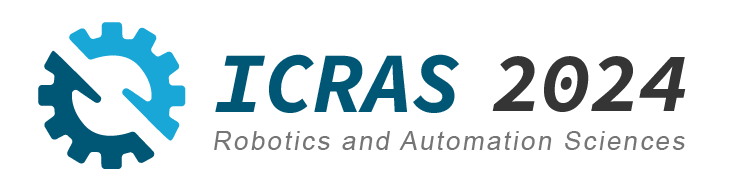 ICRAS 2024
Robotics and Automation Sciences